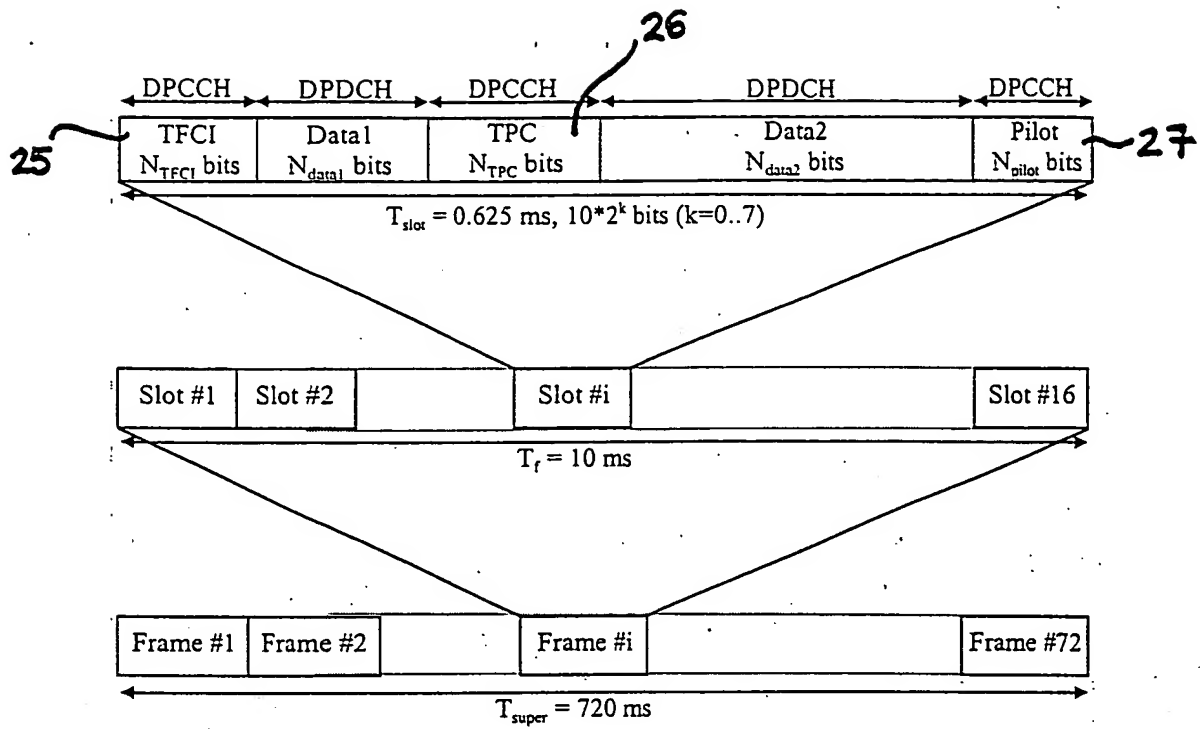 26
DPCCH DPDCH DPCCH DPDCH DPCCH
TFCI Data1 TPC Data2 Pilot
25 27
N_TFCI bits N_data1 bits N_TPC bits N_data2 bits N_pilot bits
T_slot = 0.625 ms, 10*2^k bits (k=0..7)
Slot #1 Slot #2 Slot #i Slot #16
T_f = 10 ms
Frame #1 Frame #2 Frame #i Frame #72
T_super = 720 ms